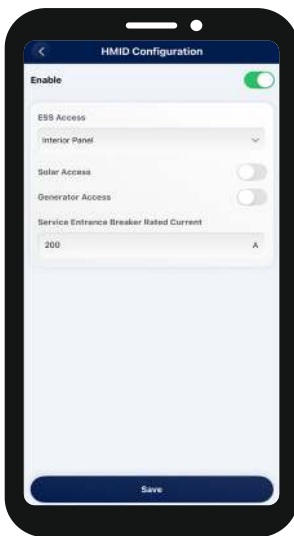 HMID Configuration
Enable
ESS Access
Interior Panel
Solar Access
Generator Access
Service Entrance Breaker Rated Current
200 A
Save